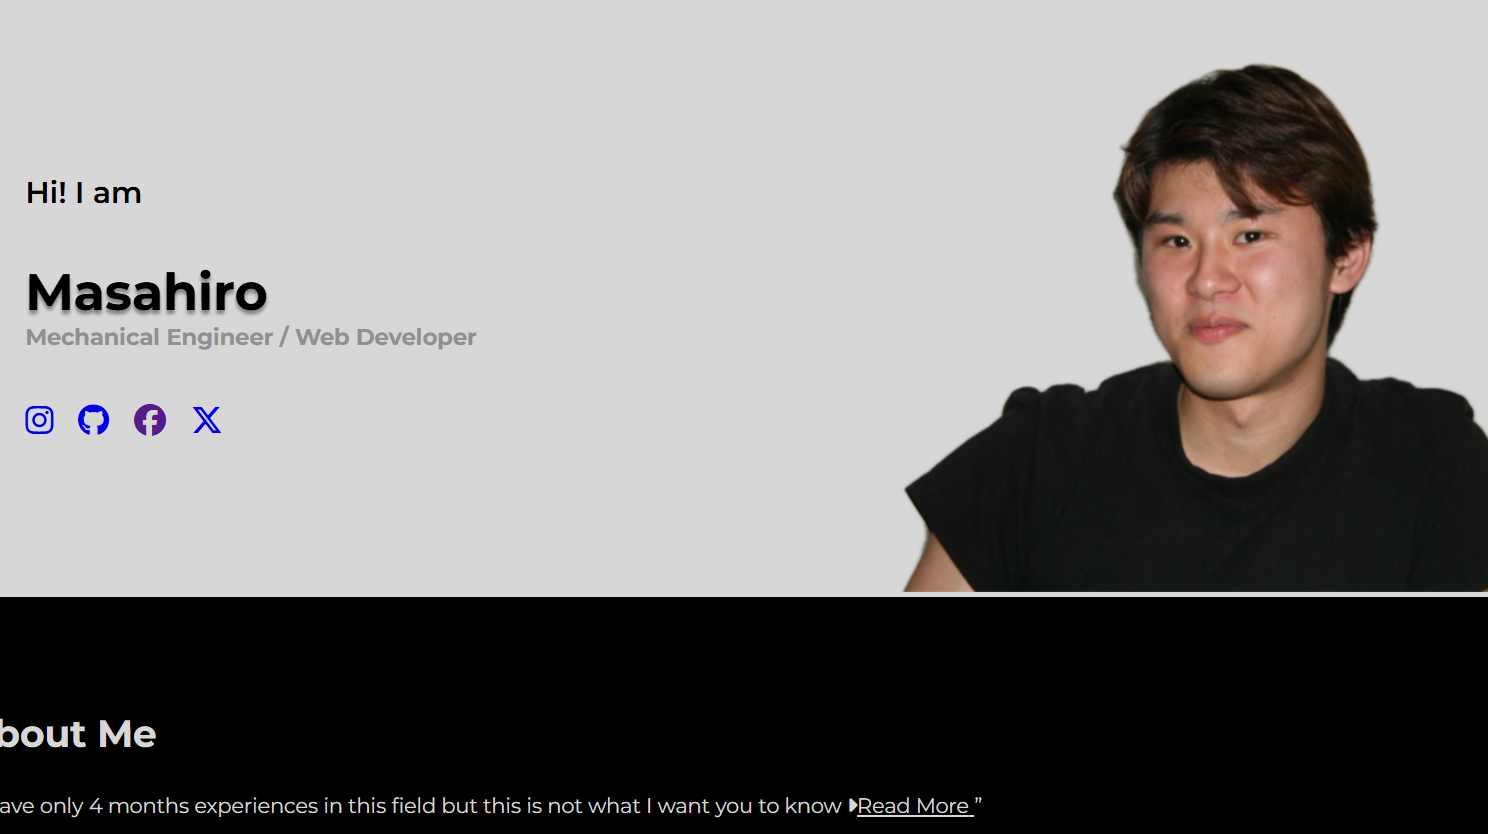 Hi! I am
Masahiro
Mechanical Engineer / Web Developer
bout Me
ave only 4 months experiences in this field but this is not what I want you to know Read More ”